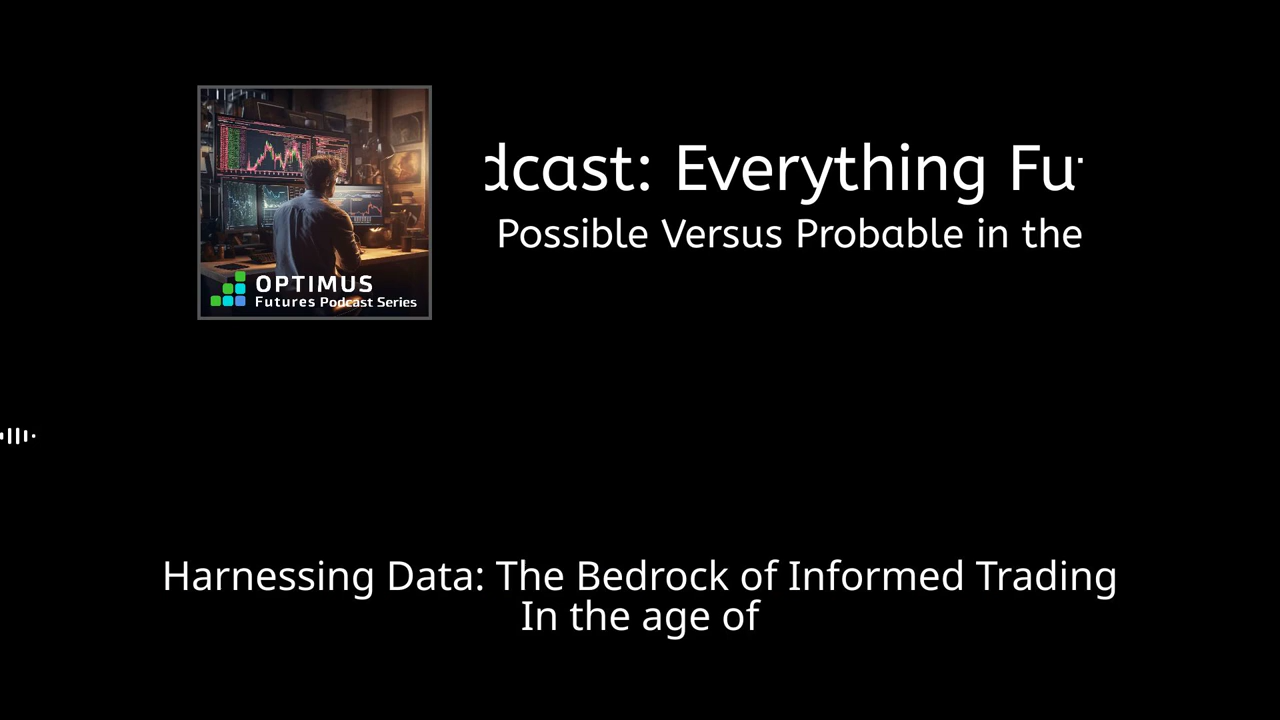 dcast: Everything Fu
Possible Versus Probable in the
OPTIMUS
Futures Podcast Series
Harnessing Data: The Bedrock of Informed Trading
In the age of